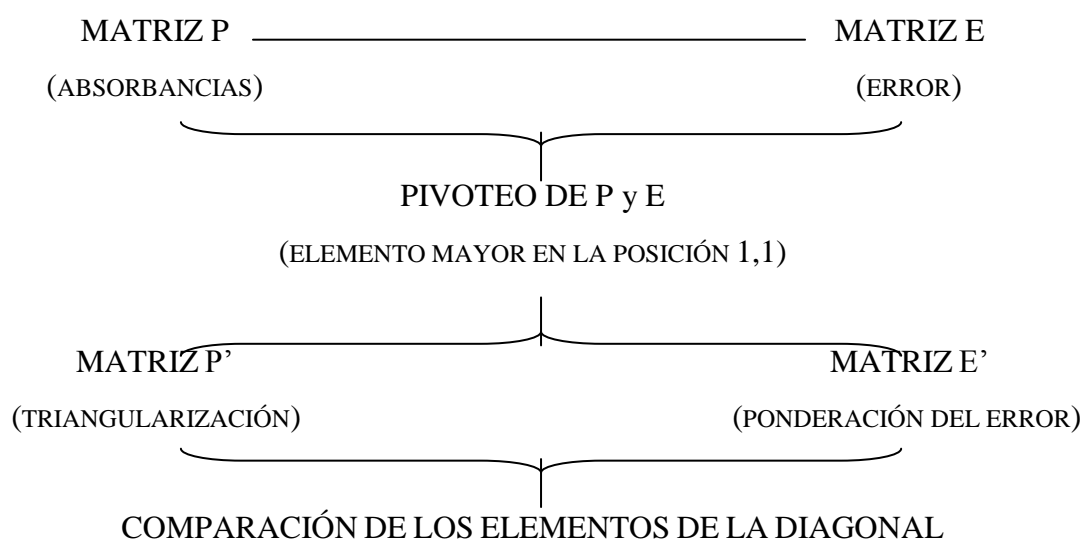 MATRIZ P MATRIZ E
(ABSORBANCIAS) (ERROR)
PIVOTEO DE P y E
(ELEMENTO MAYOR EN LA POSICIÓN 1,1)
MATRIZ P’ MATRIZ E’
(TRIANGULARIZACIÓN) (PONDERACIÓN DEL ERROR)
COMPARACIÓN DE LOS ELEMENTOS DE LA DIAGONAL